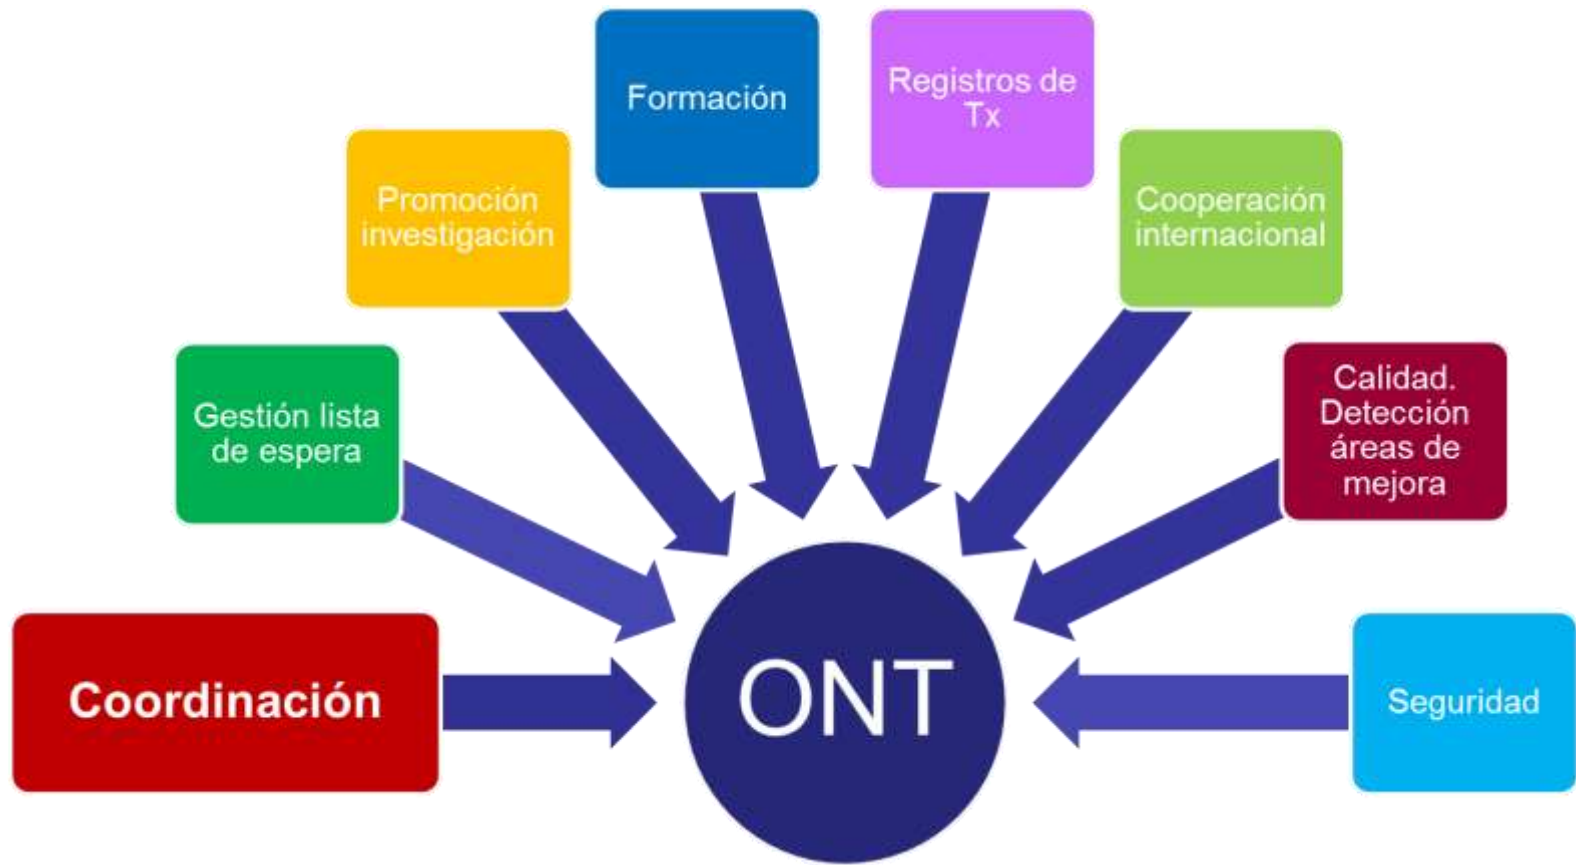 Formación
Registros de
Tx
Promoción
investigación
Cooperación
internacional
Gestión lista
de espera
Calidad.
Detección
áreas de
mejora
Coordinación
ONT
Seguridad